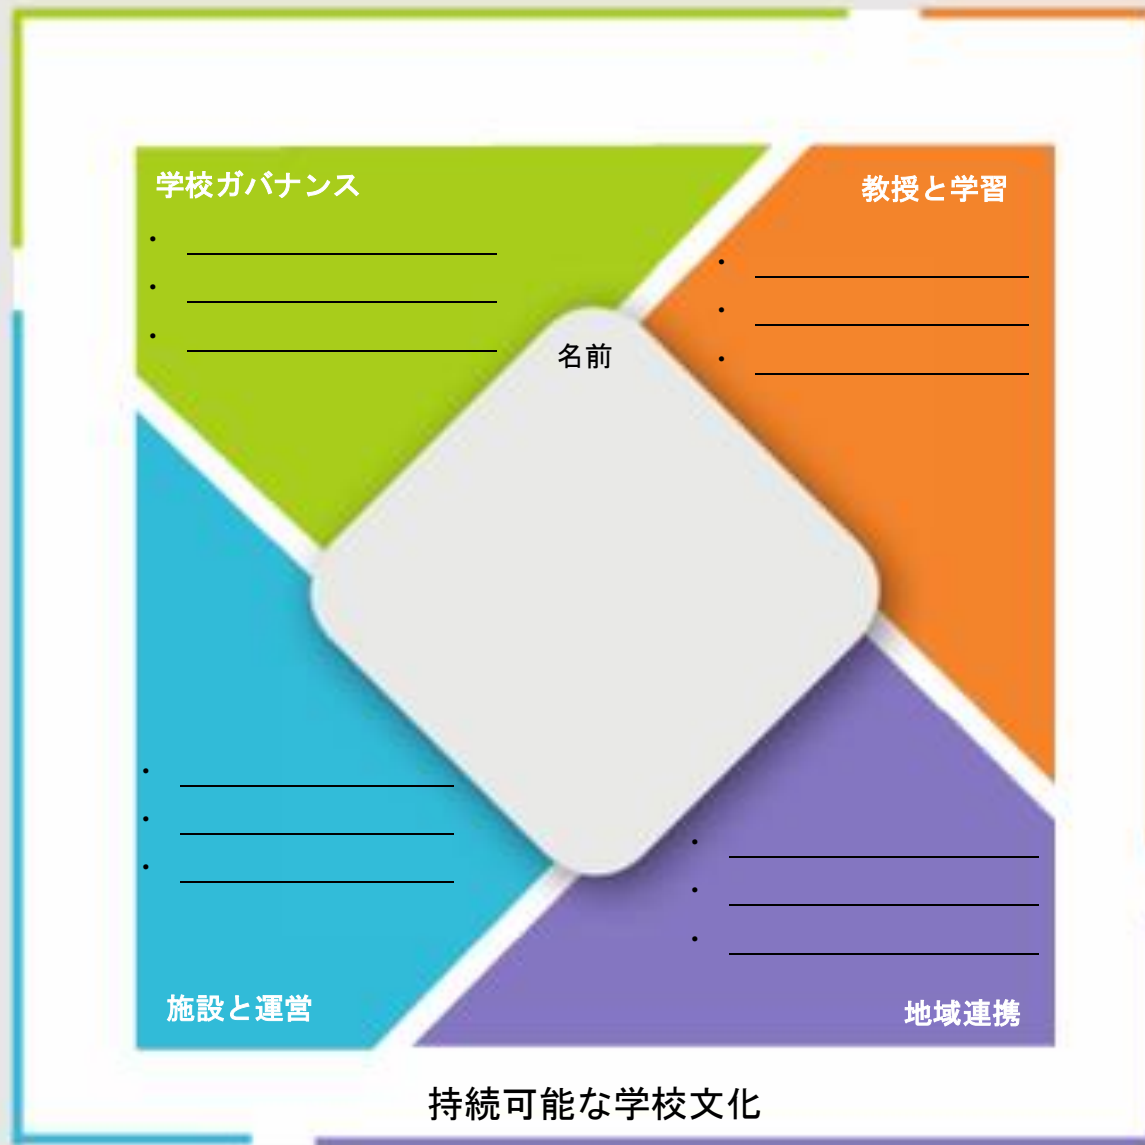 学校ガバナンス
教授と学習
名前
施設と運営
地域連携
持続可能な学校文化